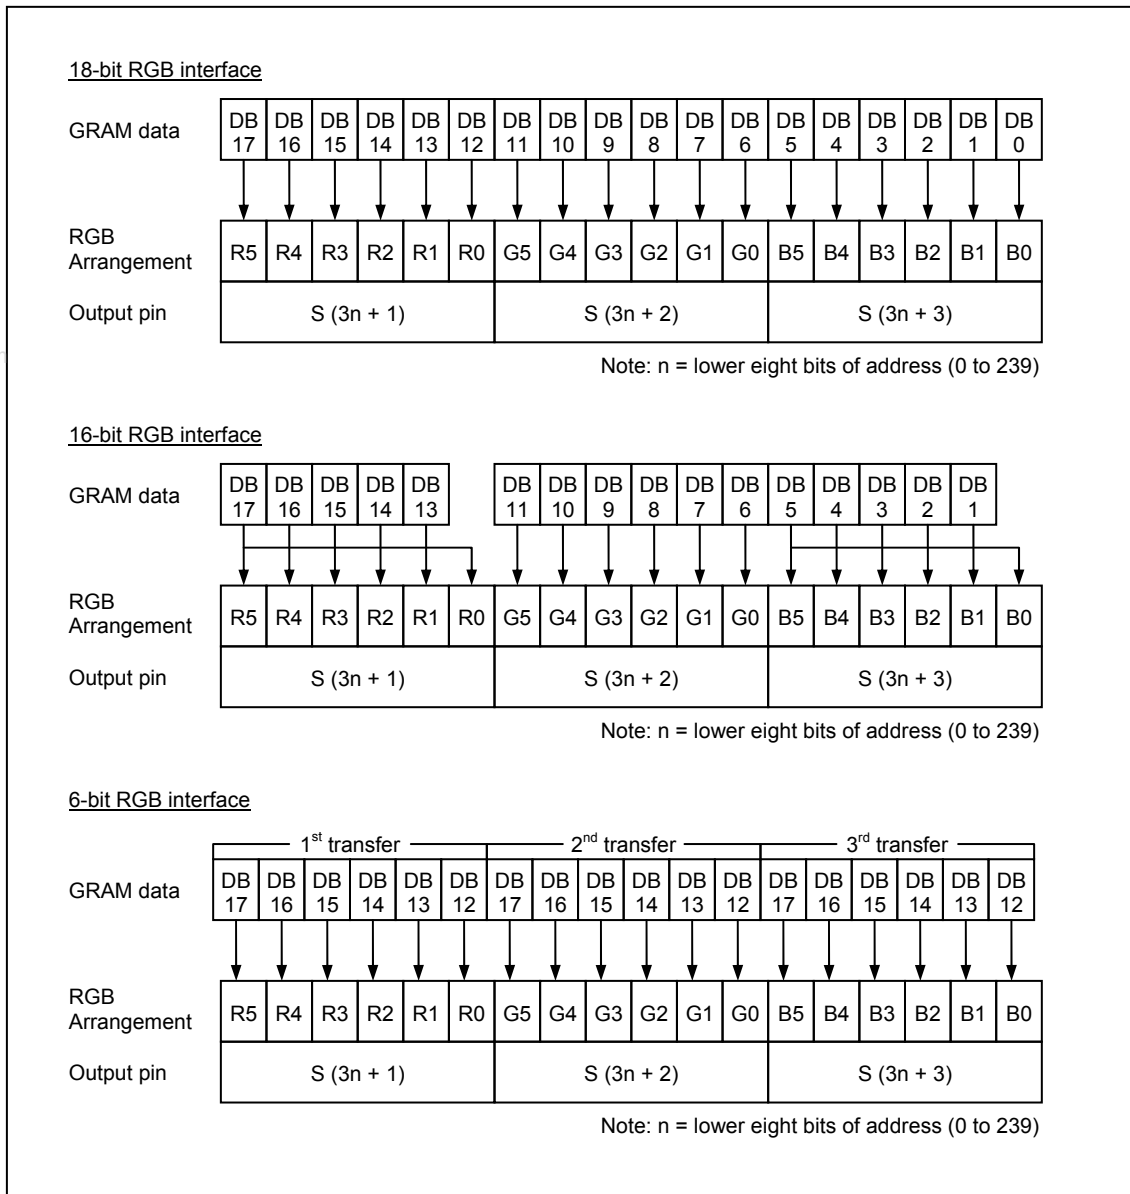 18-bit RGB interface
GRAM data DB 17 DB 16 DB 15 DB 14 DB 13 DB 12 DB 11 DB 10 DB 9 DB 8 DB 7 DB 6 DB 5 DB 4 DB 3 DB 2 DB 1 DB 0
RGB Arrangement R5 R4 R3 R2 R1 R0 G5 G4 G3 G2 G1 G0 B5 B4 B3 B2 B1 B0
Output pin S (3n + 1) S (3n + 2) S (3n + 3)
Note: n = lower eight bits of address (0 to 239)
16-bit RGB interface
GRAM data DB 17 DB 16 DB 15 DB 14 DB 13 DB 11 DB 10 DB 9 DB 8 DB 7 DB 6 DB 5 DB 4 DB 3 DB 2 DB 1
RGB Arrangement R5 R4 R3 R2 R1 R0 G5 G4 G3 G2 G1 G0 B5 B4 B3 B2 B1 B0
Output pin S (3n + 1) S (3n + 2) S (3n + 3)
Note: n = lower eight bits of address (0 to 239)
6-bit RGB interface
1st transfer 2nd transfer 3rd transfer
GRAM data DB 17 DB 16 DB 15 DB 14 DB 13 DB 12 DB 17 DB 16 DB 15 DB 14 DB 13 DB 12 DB 17 DB 16 DB 15 DB 14 DB 13 DB 12
RGB Arrangement R5 R4 R3 R2 R1 R0 G5 G4 G3 G2 G1 G0 B5 B4 B3 B2 B1 B0
Output pin S (3n + 1) S (3n + 2) S (3n + 3)
Note: n = lower eight bits of address (0 to 239)